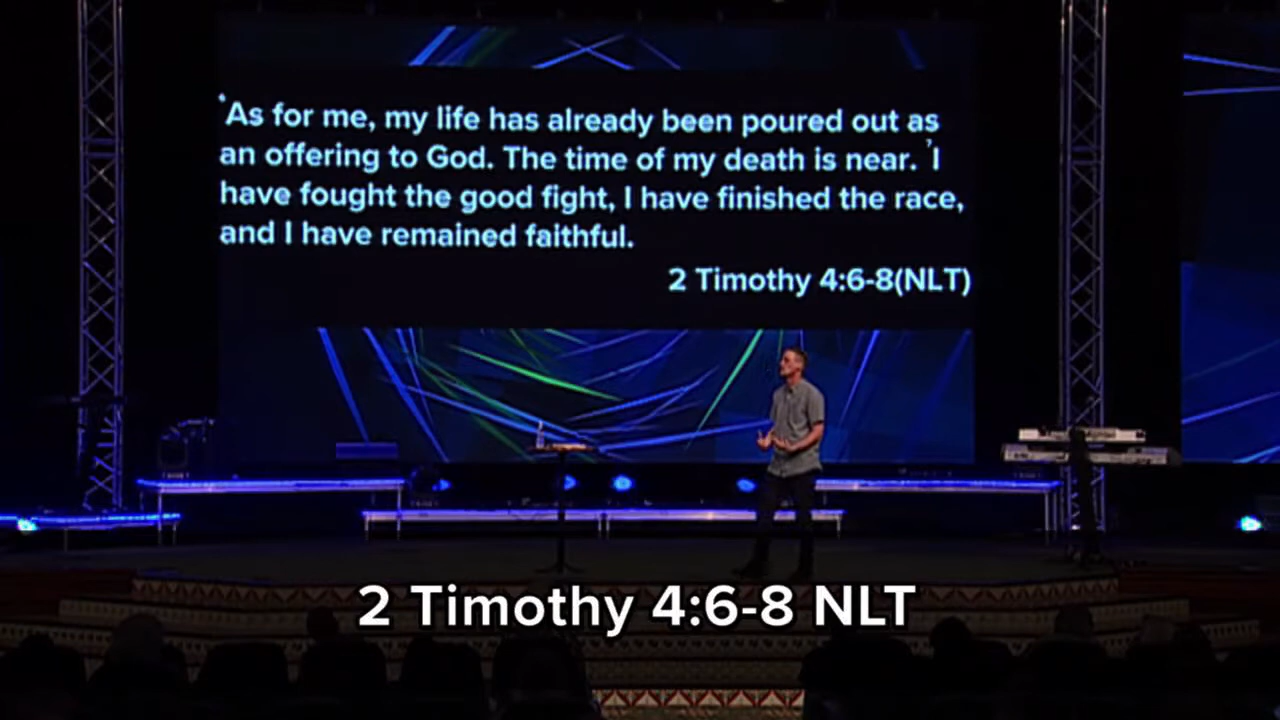 ⁶As for me, my life has already been poured out as
an offering to God. The time of my death is near. ⁷I
have fought the good fight, I have finished the race,
and I have remained faithful.
2 Timothy 4:6-8(NLT)
2 Timothy 4:6-8 NLT